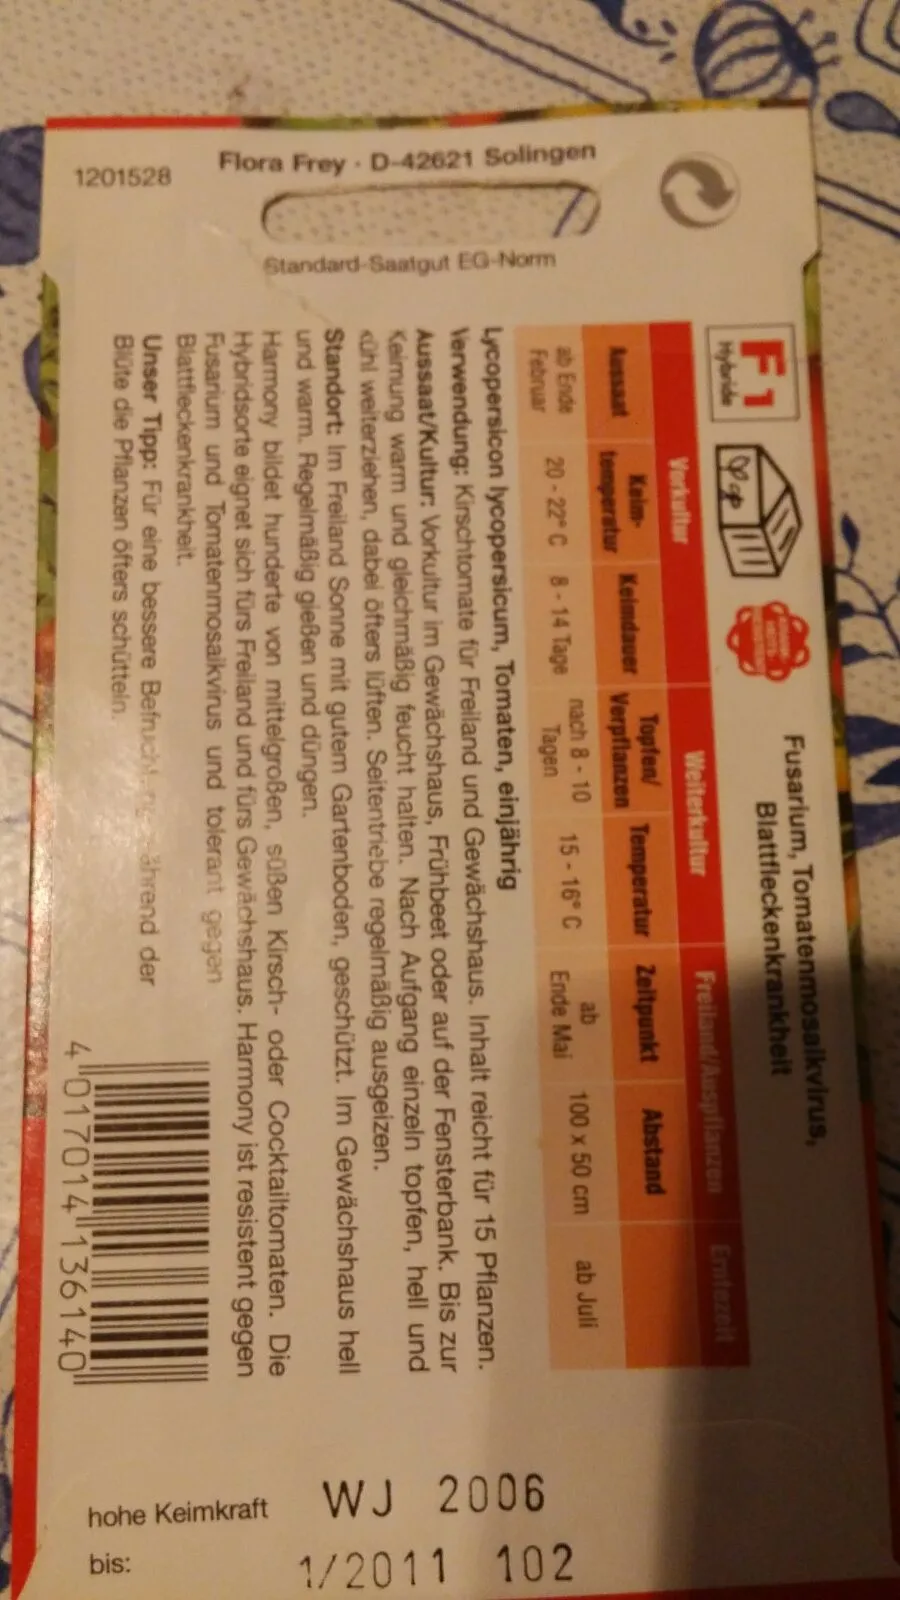 1201528
Flora Frey · D-42621 Solingen
Standard-Saatgut EG-Norm
F1
Hybride
Fusarium, Tomatenmosaikvirus,
Blattfleckenkrankheit
Vorkultur Weiterkultur Freiland/Auspflanzen Erntezeit
Aussaat Keim-temperatur Keimdauer Topfen/Verpflanzen Temperatur Zeitpunkt Abstand
ab Ende Februar 20 - 22° C 8 - 14 Tage nach 8 - 10 Tagen 15 - 16° C ab Ende Mai 100 x 50 cm ab Juli
Lycopersicon lycopersicum, Tomaten, einjährig
Verwendung: Kirschtomate für Freiland und Gewächshaus. Inhalt reicht für 15 Pflanzen.
Aussaat/Kultur: Vorkultur im Gewächshaus, Frühbeet oder auf der Fensterbank. Bis zur
Keimung warm und gleichmäßig feucht halten. Nach Aufgang einzeln topfen, hell und
kühl weiterziehen, dabei öfters lüften. Seitentriebe regelmäßig ausgeizen.
Standort: Im Freiland Sonne mit gutem Gartenboden, geschützt. Im Gewächshaus hell
und warm. Regelmäßig gießen und düngen.
Harmony bildet hunderte von mittelgroßen, süßen Kirsch- oder Cocktailtomaten. Die
Hybridsorte eignet sich fürs Freiland und fürs Gewächshaus. Harmony ist resistent gegen
Fusarium und Tomatenmosaikvirus und tolerant gegen
Blattfleckenkrankheit.
Unser Tipp: Für eine bessere der
Blüte die Pflanzen öfters schütteln.
4 017014 136140
hohe Keimkraft WJ 2006
bis: 1/2011 102